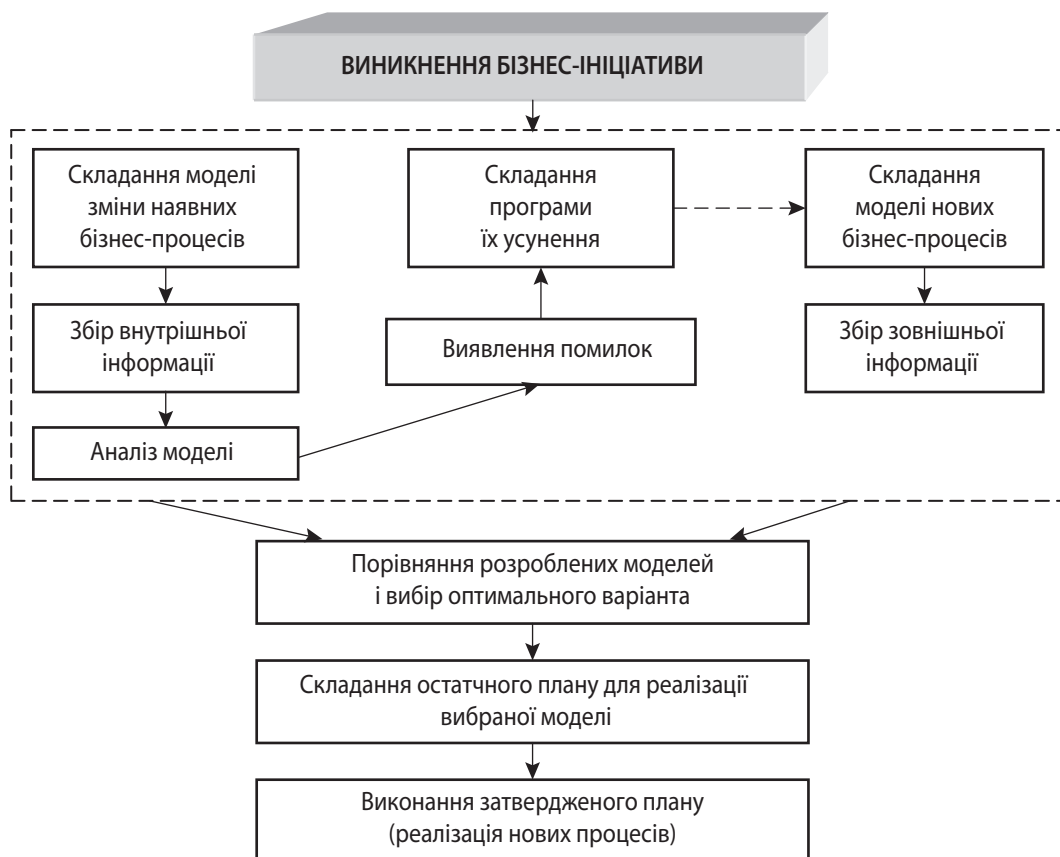 ВИНИКНЕННЯ БІЗНЕС-ІНІЦІАТИВИ
Складання моделі
зміни наявних
бізнес-процесів
Збір внутрішньої
інформації
Аналіз моделі
Складання
програми
їх усунення
Виявлення помилок
Складання
моделі нових
бізнес-процесів
Збір зовнішньої
інформації
Порівняння розроблених моделей
і вибір оптимального варіанта
Складання остатчного плану для реалізації
вибраної моделі
Виконання затвердженого плану
(реалізація нових процесів)